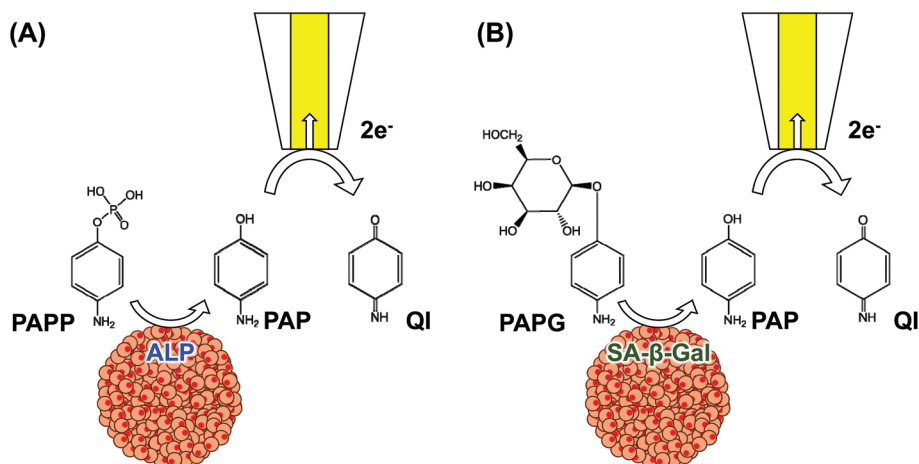 (A)
2e-
HO
OH
P
O
O
OH
O
NH2
NH2
NH
PAPP
PAP
QI
ALP
(B)
2e-
HOCH2
O
O
HO
HO
OH
OH
O
NH2
NH2
NH
PAPG
PAP
QI
SA-β-Gal